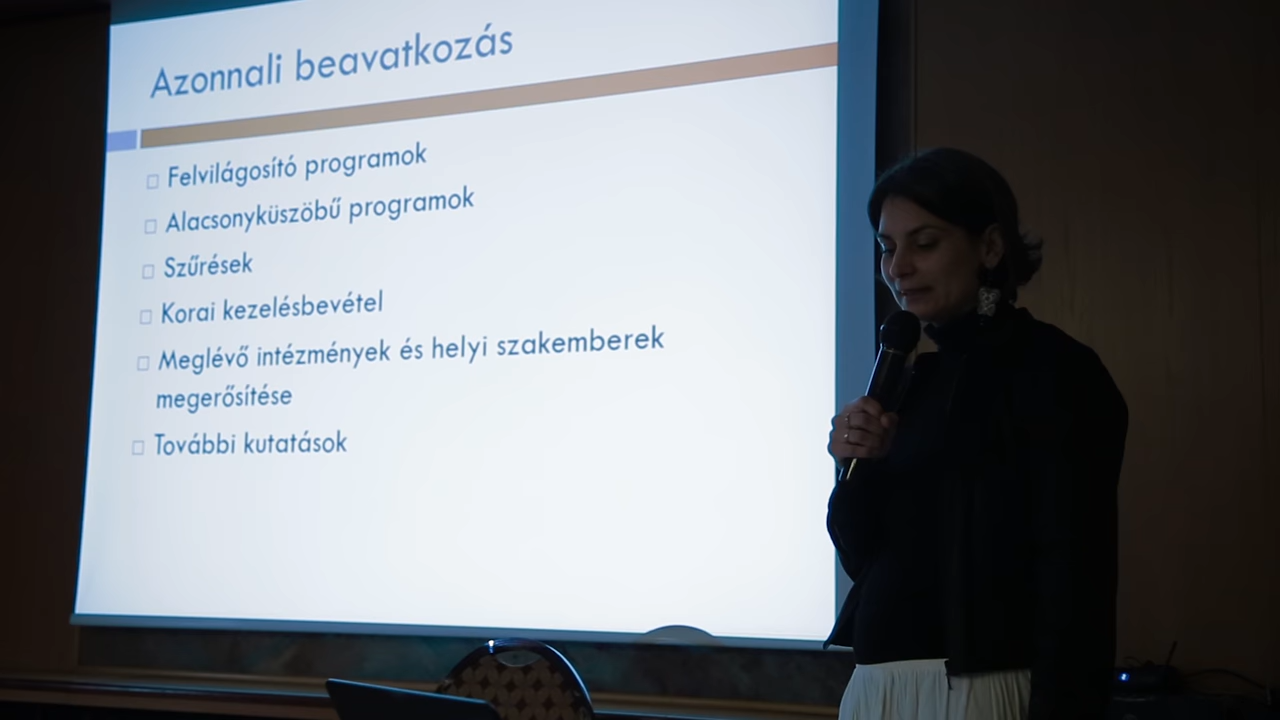 Azonnali beavatkozás
Felvilágosító programok
Alacsonyküszöbű programok
Szűrések
Korai kezelésbevétel
Meglévő intézmények és helyi szakemberek
megerősítése
További kutatások